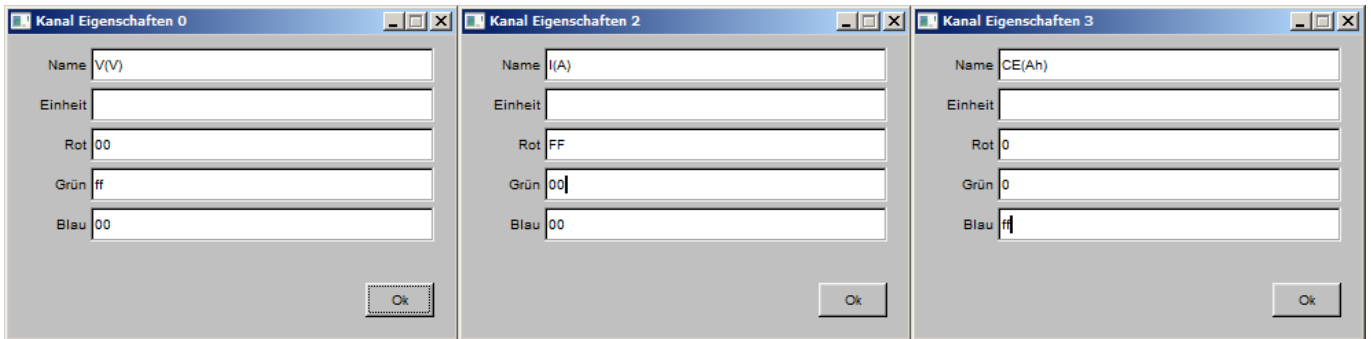 Kanal Eigenschaften 0
Name V(V)
Einheit
Rot 00
Grün ff
Blau 00
Ok
Kanal Eigenschaften 2
Name I(A)
Einheit
Rot FF
Grün 00
Blau 00
Ok
Kanal Eigenschaften 3
Name CE(Ah)
Einheit
Rot 0
Grün 0
Blau ff
Ok